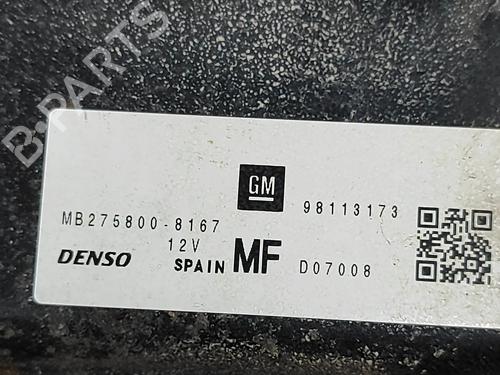 B-PARTS
GM
98113173
MB275800-8167
12V
DENSO
SPAIN MF D07008